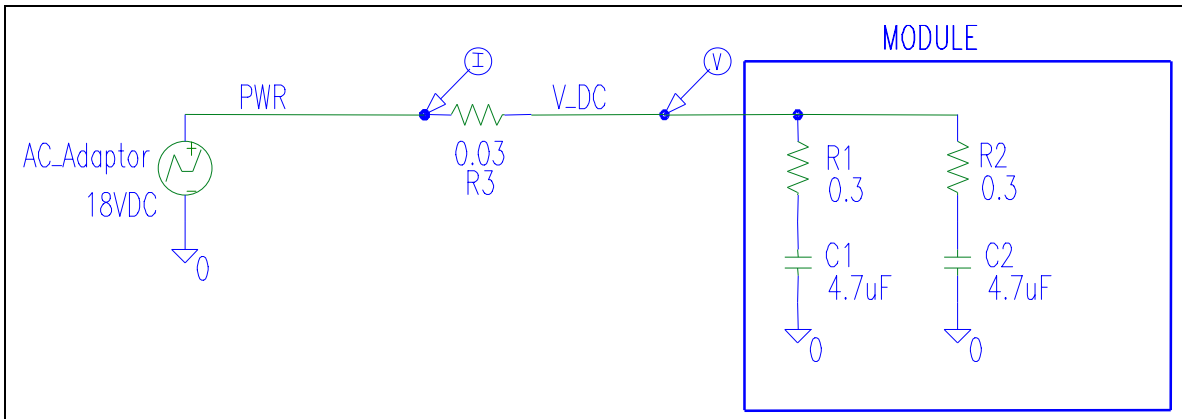 MODULE
I
V
PWR
V_DC
AC_Adaptor
18VDC
0
0.03
R3
R1
0.3
R2
0.3
C1
4.7uF
C2
4.7uF
0
0